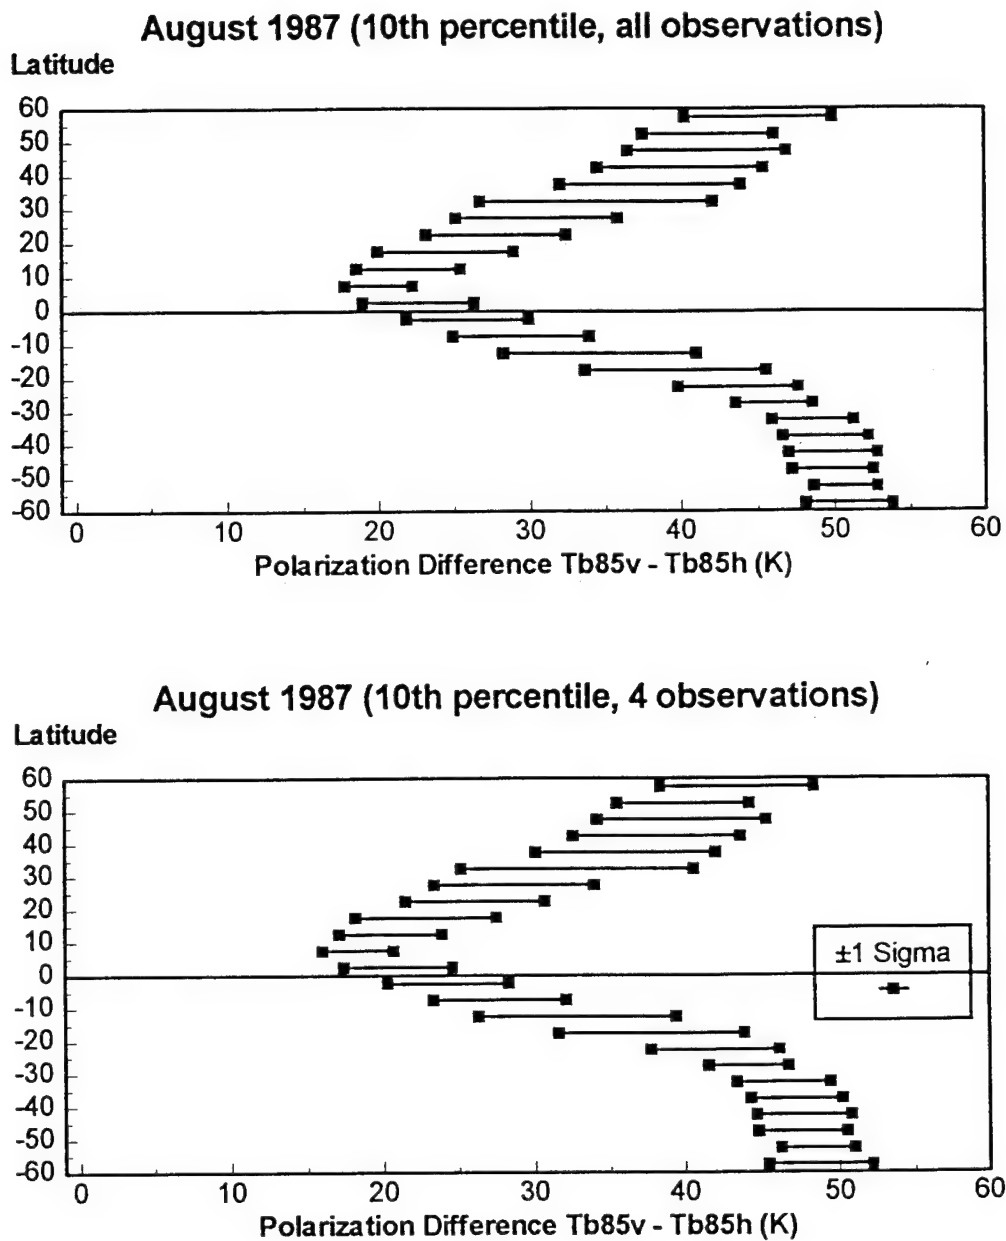 August 1987 (10th percentile, all observations)
Latitude
60
50
40
30
20
10
0
-10
-20
-30
-40
-50
-60
0 10 20 30 40 50 60
Polarization Difference Tb85v - Tb85h (K)
August 1987 (10th percentile, 4 observations)
Latitude
60
50
40
30
20
10
0
-10
-20
-30
-40
-50
-60
±1 Sigma
0 10 20 30 40 50 60
Polarization Difference Tb85v - Tb85h (K)